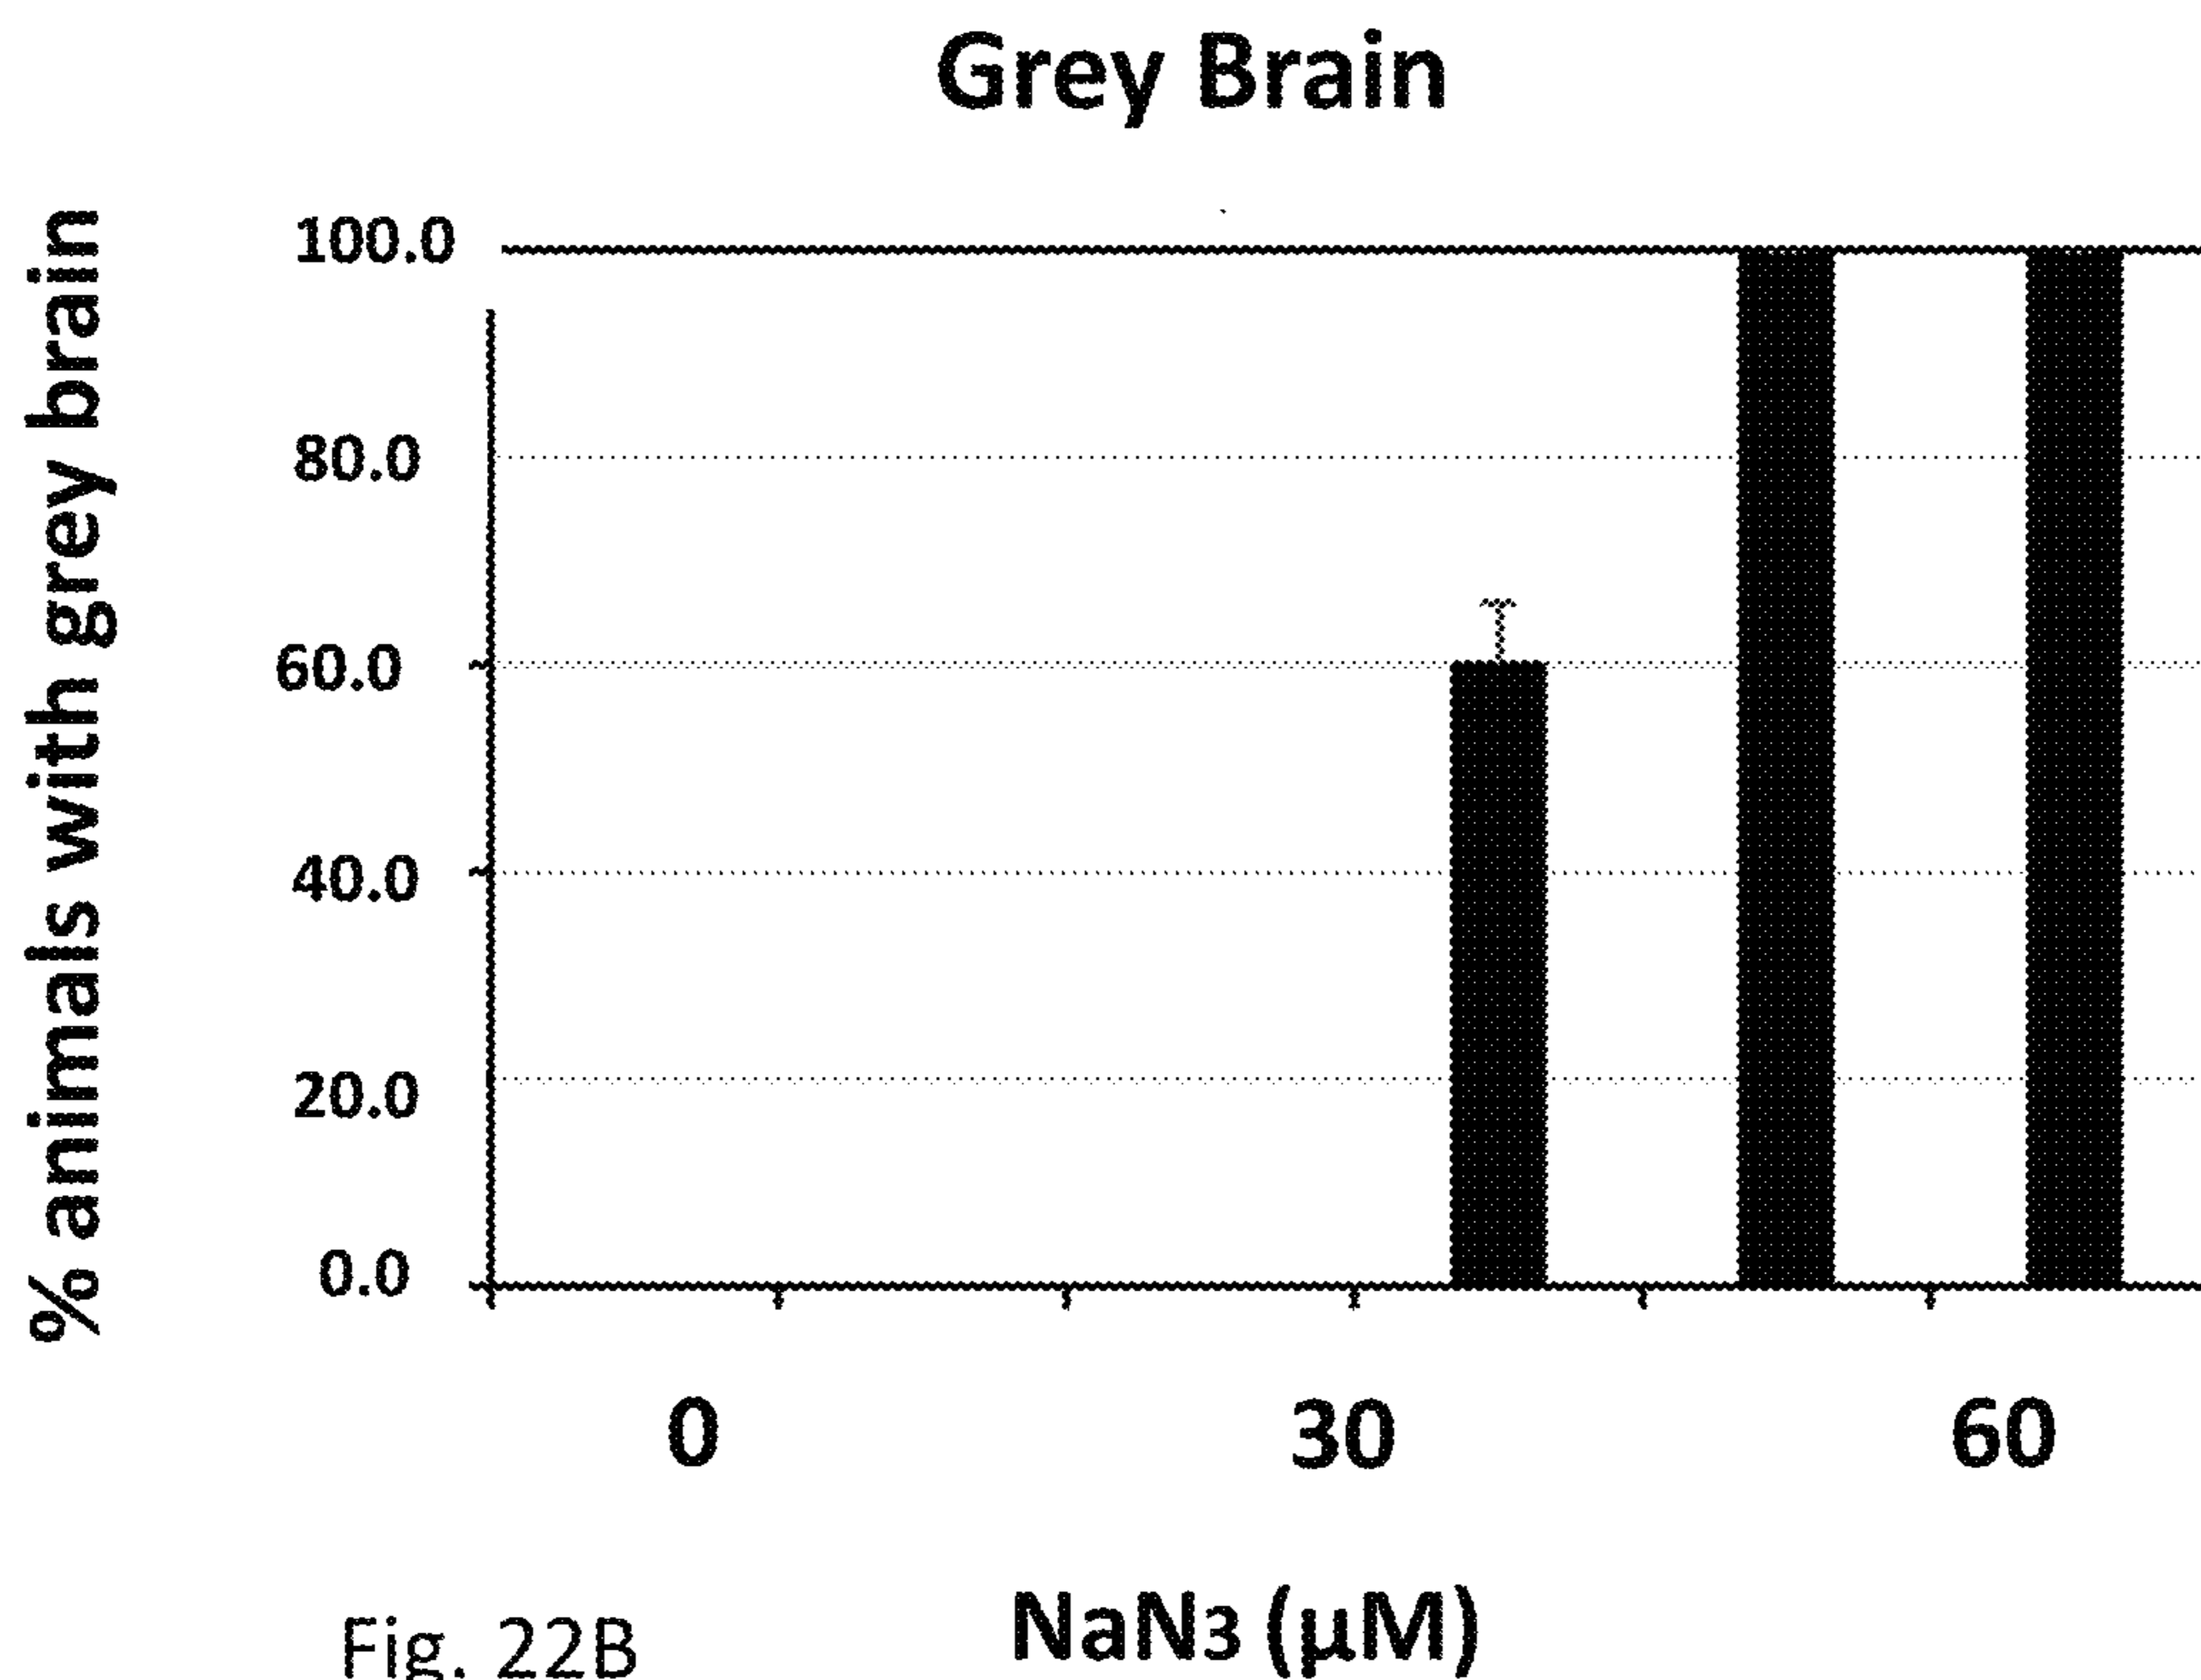 Grey Brain
% animals with grey brain
100.0
80.0
60.0
40.0
20.0
0.0
0 30 60
NaN3 (µM)
Fig. 22B